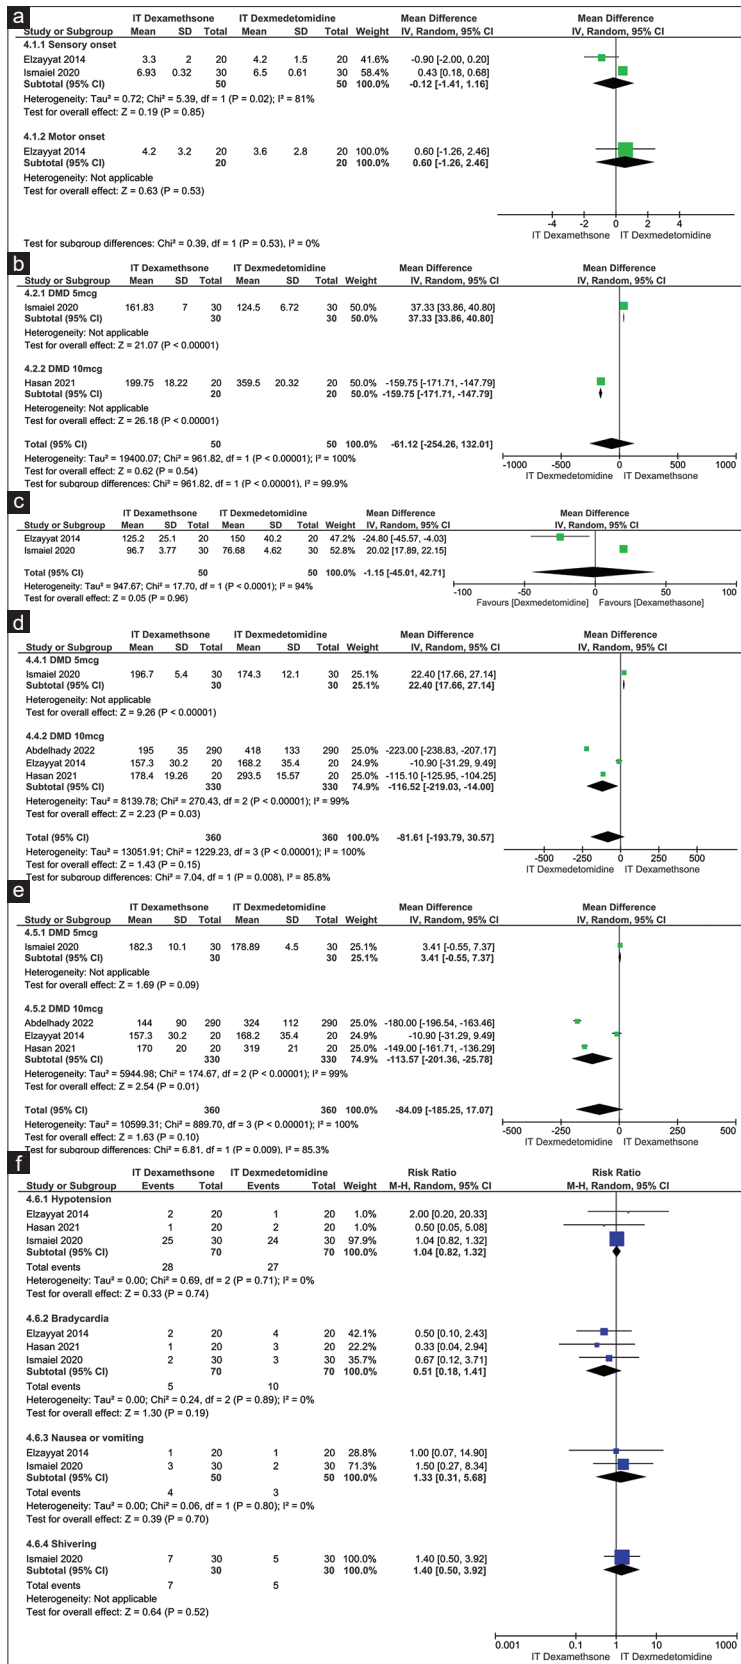 a
IT Dexamethsone IT Dexmedetomidine Mean Difference Mean Difference
Study or Subgroup Mean SD Total Mean SD Total Weight IV, Random, 95% CI IV, Random, 95% CI
4.1.1 Sensory onset
Elzayyat 2014 3.3 2 20 4.2 1.5 20 41.6% -0.90 [-2.00, 0.20]
Ismaiel 2020 6.93 0.32 30 6.5 0.61 30 58.4% 0.43 [0.18, 0.68]
Subtotal (95% CI) 50 50 100.0% -0.12 [-1.41, 1.16]
Heterogeneity: Tau² = 0.72; Chi² = 5.39, df = 1 (P = 0.02); I² = 81%
Test for overall effect: Z = 0.19 (P = 0.85)
4.1.2 Motor onset
Elzayyat 2014 4.2 3.2 20 3.6 2.8 20 100.0% 0.60 [-1.26, 2.46]
Subtotal (95% CI) 20 20 100.0% 0.60 [-1.26, 2.46]
Heterogeneity: Not applicable
Test for overall effect: Z = 0.63 (P = 0.53)
-4 -2 0 2 4
IT Dexamethsone IT Dexmedetomidine
Test for subgroup differences: Chi² = 0.39, df = 1 (P = 0.53), I² = 0%
b
IT Dexamethsone IT Dexmedetomidine Mean Difference Mean Difference
Study or Subgroup Mean SD Total Mean SD Total Weight IV, Random, 95% CI IV, Random, 95% CI
4.2.1 DMD 5mcg
Ismaiel 2020 161.83 7 30 124.5 6.72 30 50.0% 37.33 [33.86, 40.80]
Subtotal (95% CI) 30 30 50.0% 37.33 [33.86, 40.80]
Heterogeneity: Not applicable
Test for overall effect: Z = 21.07 (P < 0.00001)
4.2.2 DMD 10mcg
Hasan 2021 199.75 18.22 20 359.5 20.32 20 50.0% -159.75 [-171.71, -147.79]
Subtotal (95% CI) 20 20 50.0% -159.75 [-171.71, -147.79]
Heterogeneity: Not applicable
Test for overall effect: Z = 26.18 (P < 0.00001)
Total (95% CI) 50 50 100.0% -61.12 [-254.26, 132.01]
Heterogeneity: Tau² = 19400.07; Chi² = 961.82, df = 1 (P < 0.00001); I² = 100%
Test for overall effect: Z = 0.62 (P = 0.54)
Test for subgroup differences: Chi² = 961.82, df = 1 (P < 0.00001), I² = 99.9%
-1000 -500 0 500 1000
IT Dexmedetomidine IT Dexamethsone
c
IT Dexamethsone IT Dexmedetomidine Mean Difference Mean Difference
Study or Subgroup Mean SD Total Mean SD Total Weight IV, Random, 95% CI IV, Random, 95% CI
Elzayyat 2014 125.2 25.1 20 150 40.2 20 47.2% -24.80 [-45.57, -4.03]
Ismaiel 2020 96.7 3.77 30 76.68 4.62 30 52.8% 20.02 [17.89, 22.15]
Total (95% CI) 50 50 100.0% -1.15 [-45.01, 42.71]
Heterogeneity: Tau² = 947.67; Chi² = 17.70, df = 1 (P < 0.0001); I² = 94%
Test for overall effect: Z = 0.05 (P = 0.96)
-100 -50 0 50 100
Favours [Dexmedetomidine] Favours [Dexamethasone]
d
IT Dexamethsone IT Dexmedetomidine Mean Difference Mean Difference
Study or Subgroup Mean SD Total Mean SD Total Weight IV, Random, 95% CI IV, Random, 95% CI
4.4.1 DMD 5mcg
Ismaiel 2020 196.7 5.4 30 174.3 12.1 30 25.1% 22.40 [17.66, 27.14]
Subtotal (95% CI) 30 30 25.1% 22.40 [17.66, 27.14]
Heterogeneity: Not applicable
Test for overall effect: Z = 9.26 (P < 0.00001)
4.4.2 DMD 10mcg
Abdelhady 2022 195 35 290 418 133 290 25.0% -223.00 [-238.83, -207.17]
Elzayyat 2014 157.3 30.2 20 168.2 35.4 20 24.9% -10.90 [-31.29, 9.49]
Hasan 2021 178.4 19.26 20 293.5 15.57 20 25.0% -115.10 [-125.95, -104.25]
Subtotal (95% CI) 330 330 74.9% -116.52 [-219.03, -14.00]
Heterogeneity: Tau² = 8139.78; Chi² = 270.43, df = 2 (P < 0.00001); I² = 99%
Test for overall effect: Z = 2.23 (P = 0.03)
Total (95% CI) 360 360 100.0% -81.61 [-193.79, 30.57]
Heterogeneity: Tau² = 13051.91; Chi² = 1229.23, df = 3 (P < 0.00001); I² = 100%
Test for overall effect: Z = 1.43 (P = 0.15)
Test for subgroup differences: Chi² = 7.04, df = 1 (P = 0.008), I² = 85.8%
-500 -250 0 250 500
IT Dexmedetomidine IT Dexamethsone
e
IT Dexamethsone IT Dexmedetomidine Mean Difference Mean Difference
Study or Subgroup Mean SD Total Mean SD Total Weight IV, Random, 95% CI IV, Random, 95% CI
4.5.1 DMD 5mcg
Ismaiel 2020 182.3 10.1 30 178.89 4.5 30 25.1% 3.41 [-0.55, 7.37]
Subtotal (95% CI) 30 30 25.1% 3.41 [-0.55, 7.37]
Heterogeneity: Not applicable
Test for overall effect: Z = 1.69 (P = 0.09)
4.5.2 DMD 10mcg
Abdelhady 2022 144 90 290 324 112 290 25.0% -180.00 [-196.54, -163.46]
Elzayyat 2014 157.3 30.2 20 168.2 35.4 20 24.9% -10.90 [-31.29, 9.49]
Hasan 2021 170 20 20 319 21 20 25.0% -149.00 [-161.71, -136.29]
Subtotal (95% CI) 330 330 74.9% -113.57 [-201.36, -25.78]
Heterogeneity: Tau² = 5944.98; Chi² = 174.67, df = 2 (P < 0.00001); I² = 99%
Test for overall effect: Z = 2.54 (P = 0.01)
Total (95% CI) 360 360 100.0% -84.09 [-185.25, 17.07]
Heterogeneity: Tau² = 10599.31; Chi² = 889.70, df = 3 (P < 0.00001); I² = 100%
Test for overall effect: Z = 1.63 (P = 0.10)
Test for subgroup differences: Chi² = 6.81, df = 1 (P = 0.009), I² = 85.3%
-500 -250 0 250 500
IT Dexmedetomidine IT Dexamethsone
f
IT Dexamethsone IT Dexmedetomidine Risk Ratio Risk Ratio
Study or Subgroup Events Total Events Total Weight M-H, Random, 95% CI M-H, Random, 95% CI
4.6.1 Hypotension
Elzayyat 2014 2 20 1 20 1.0% 2.00 [0.20, 20.33]
Hasan 2021 1 20 2 20 1.0% 0.50 [0.05, 5.08]
Ismaiel 2020 25 30 24 30 97.9% 1.04 [0.82, 1.32]
Subtotal (95% CI) 70 70 100.0% 1.04 [0.82, 1.32]
Total events 28 27
Heterogeneity: Tau² = 0.00; Chi² = 0.69, df = 2 (P = 0.71); I² = 0%
Test for overall effect: Z = 0.33 (P = 0.74)
4.6.2 Bradycardia
Elzayyat 2014 2 20 4 20 42.1% 0.50 [0.10, 2.43]
Hasan 2021 1 20 3 20 22.2% 0.33 [0.04, 2.94]
Ismaiel 2020 2 30 3 30 35.7% 0.67 [0.12, 3.71]
Subtotal (95% CI) 70 70 100.0% 0.51 [0.18, 1.41]
Total events 5 10
Heterogeneity: Tau² = 0.00; Chi² = 0.24, df = 2 (P = 0.89); I² = 0%
Test for overall effect: Z = 1.30 (P = 0.19)
4.6.3 Nausea or vomiting
Elzayyat 2014 1 20 1 20 28.8% 1.00 [0.07, 14.90]
Ismaiel 2020 3 30 2 30 71.3% 1.50 [0.27, 8.34]
Subtotal (95% CI) 50 50 100.0% 1.33 [0.31, 5.68]
Total events 4 3
Heterogeneity: Tau² = 0.00; Chi² = 0.06, df = 1 (P = 0.80); I² = 0%
Test for overall effect: Z = 0.39 (P = 0.70)
4.6.4 Shivering
Ismaiel 2020 7 30 5 30 100.0% 1.40 [0.50, 3.92]
Subtotal (95% CI) 30 30 100.0% 1.40 [0.50, 3.92]
Total events 7 5
Heterogeneity: Not applicable
Test for overall effect: Z = 0.64 (P = 0.52)
0.001 0.1 1 10 1000
IT Dexamethsone IT Dexmedetomidine